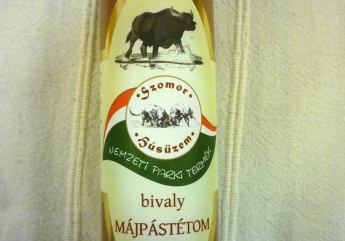 Szomor
Húsüzem
NEMZETI PARKI TERMÉK
bivaly
MÁJPÁSTÉTOM